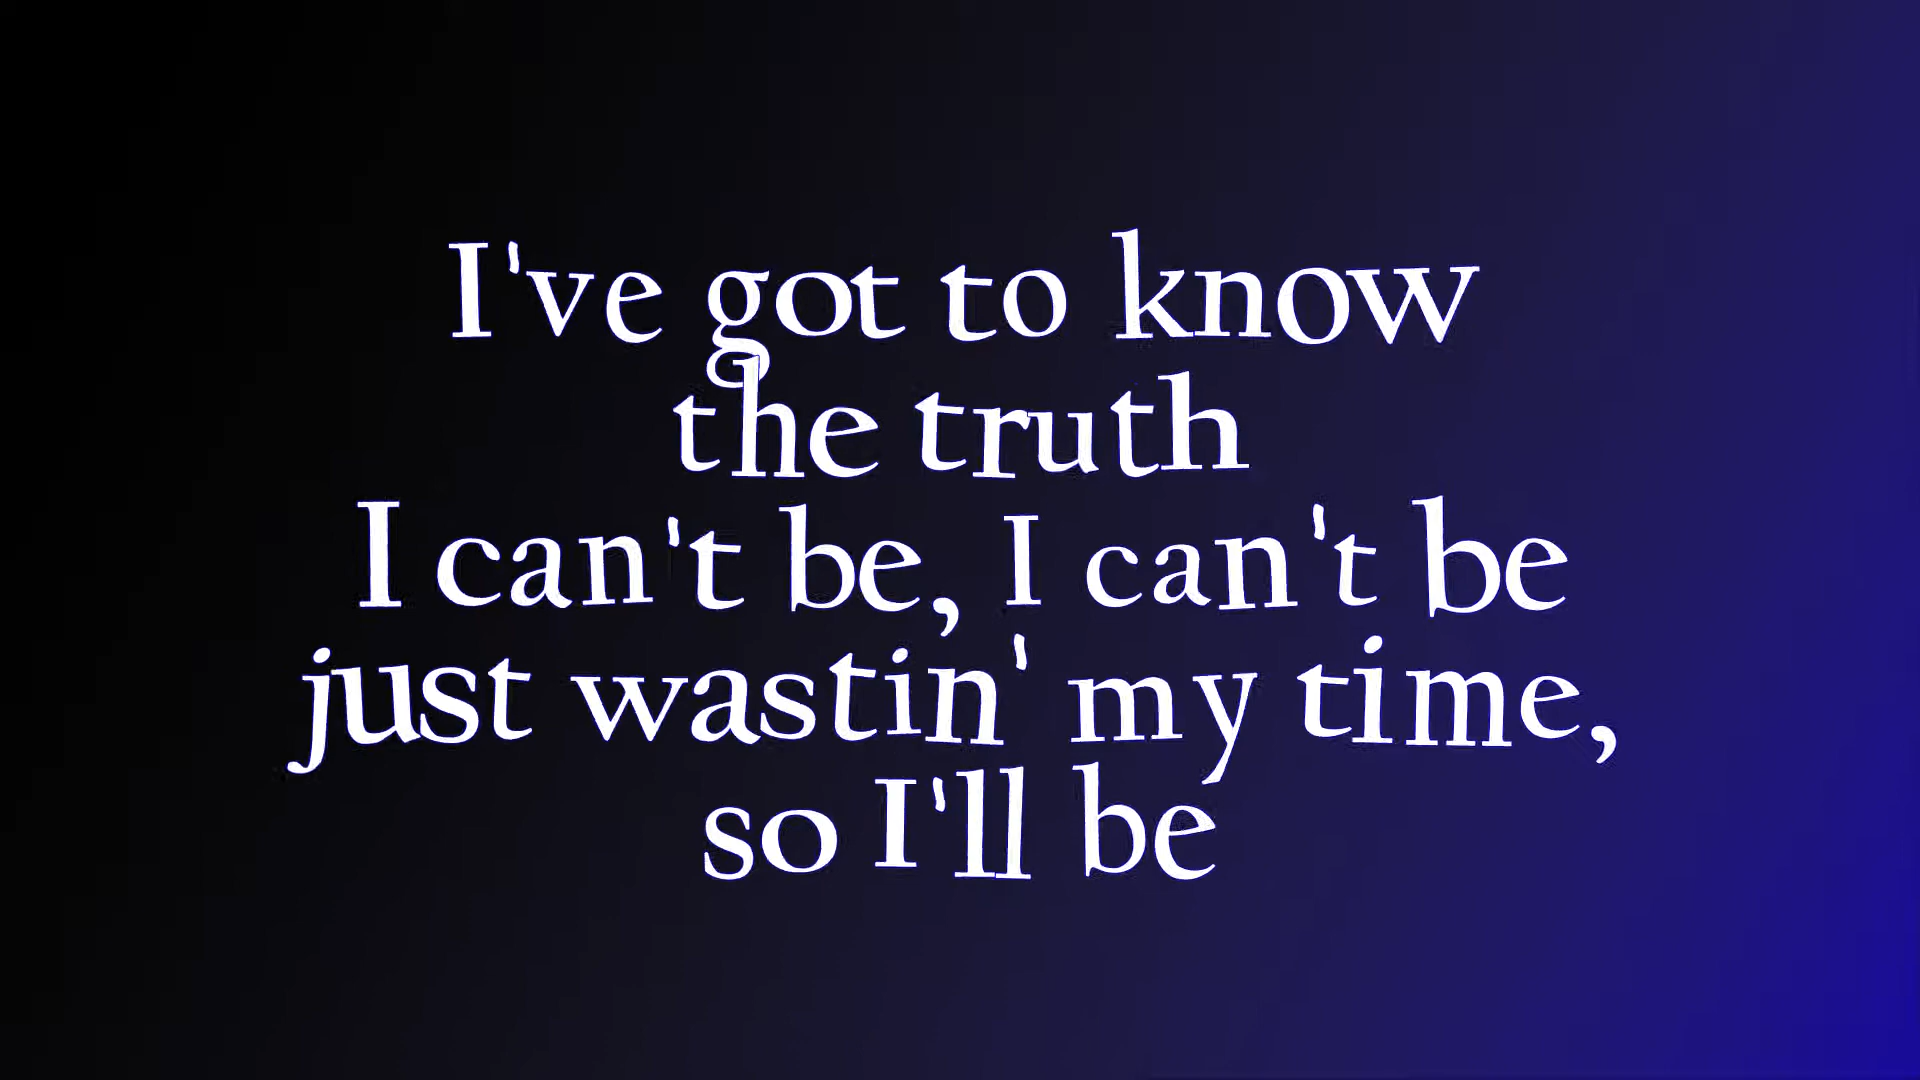 I've got to know
the truth
I can't be, I can't be
just wastin' my time,
so I'll be